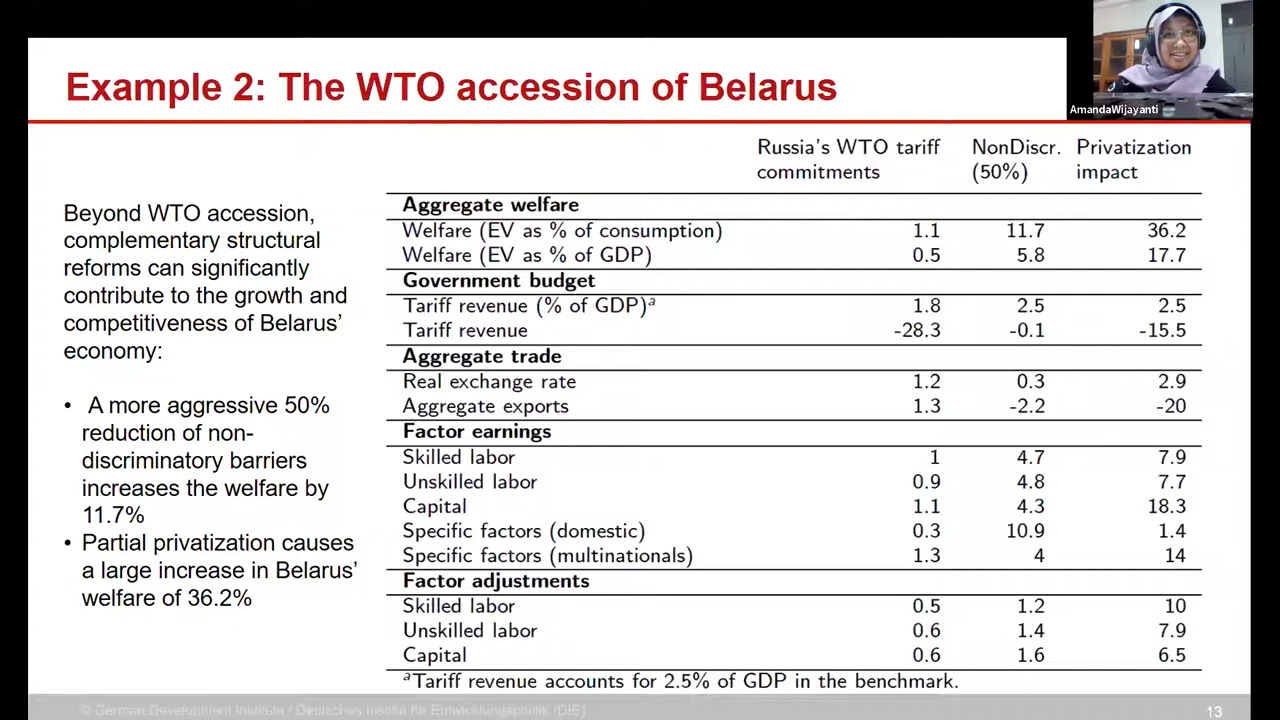 Example 2: The WTO accession of Belarus
AmandaWijayanti
Beyond WTO accession,
complementary structural
reforms can significantly
contribute to the growth and
competitiveness of Belarus’
economy:
• A more aggressive 50%
reduction of non-
discriminatory barriers
increases the welfare by
11.7%
• Partial privatization causes
a large increase in Belarus’
welfare of 36.2%
Russia’s WTO tariff NonDiscr. Privatization
commitments (50%) impact
Aggregate welfare
Welfare (EV as % of consumption) 1.1 11.7 36.2
Welfare (EV as % of GDP) 0.5 5.8 17.7
Government budget
Tariff revenue (% of GDP)ᵃ 1.8 2.5 2.5
Tariff revenue -28.3 -0.1 -15.5
Aggregate trade
Real exchange rate 1.2 0.3 2.9
Aggregate exports 1.3 -2.2 -20
Factor earnings
Skilled labor 1 4.7 7.9
Unskilled labor 0.9 4.8 7.7
Capital 1.1 4.3 18.3
Specific factors (domestic) 0.3 10.9 1.4
Specific factors (multinationals) 1.3 4 14
Factor adjustments
Skilled labor 0.5 1.2 10
Unskilled labor 0.6 1.4 7.9
Capital 0.6 1.6 6.5
ᵃTariff revenue accounts for 2.5% of GDP in the benchmark.
© German Development Institute / Deutsches Institut für Entwicklungspolitik (DIE)
13